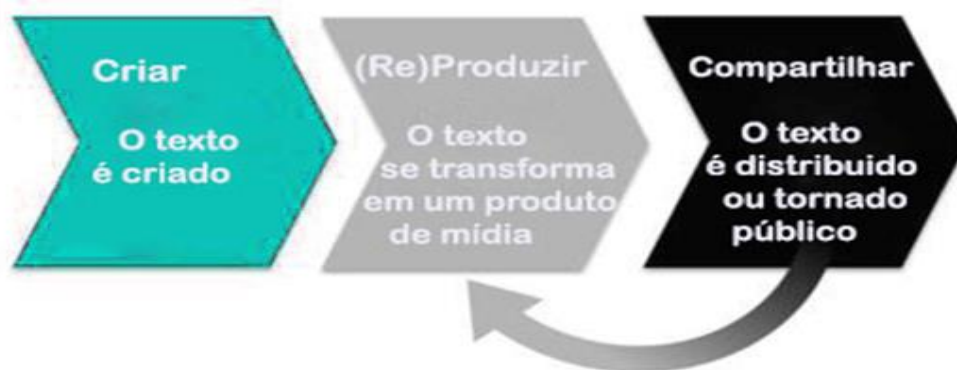 Criar
O texto
é criado
(Re)Produzir
O texto
se transforma
em um produto
de mídia
Compartilhar
O texto
é distribuido
ou tornado
público